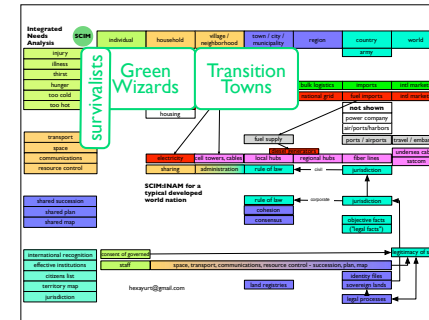 Integrated
Needs
Analysis
SCIM
individual
household
village /
neighborhood
town / city /
municipality
region
country
world
army
injury
illness
thirst
hunger
too cold
too hot
survivalists
Green
Wizards
Transition
Towns
bulk logistics
imports
intl market
national grid
fuel imports
intl market
housing
not shown
power company
air/ports/harbors
transport
space
communications
resource control
fuel supply
ports / airports
travel / embas
undersea cab
satcom
electricity
cell towers, cables
local hubs
regional hubs
fiber lines
sharing
administration
rule of law
civil
jurisdiction
SCIM:INAM for a
typical developed
world nation
shared succession
shared plan
shared map
rule of law
corporate
jurisdiction
cohesion
consensus
objective facts
("legal facts")
international recognition
effective institutions
citizens list
territory map
jurisdiction
consent of governed
legitimacy of s
staff
space, transport, communications, resource control - succession, plan, map
identity files
land registries
sovereign lands
legal processes
hexayurt@gmail.com